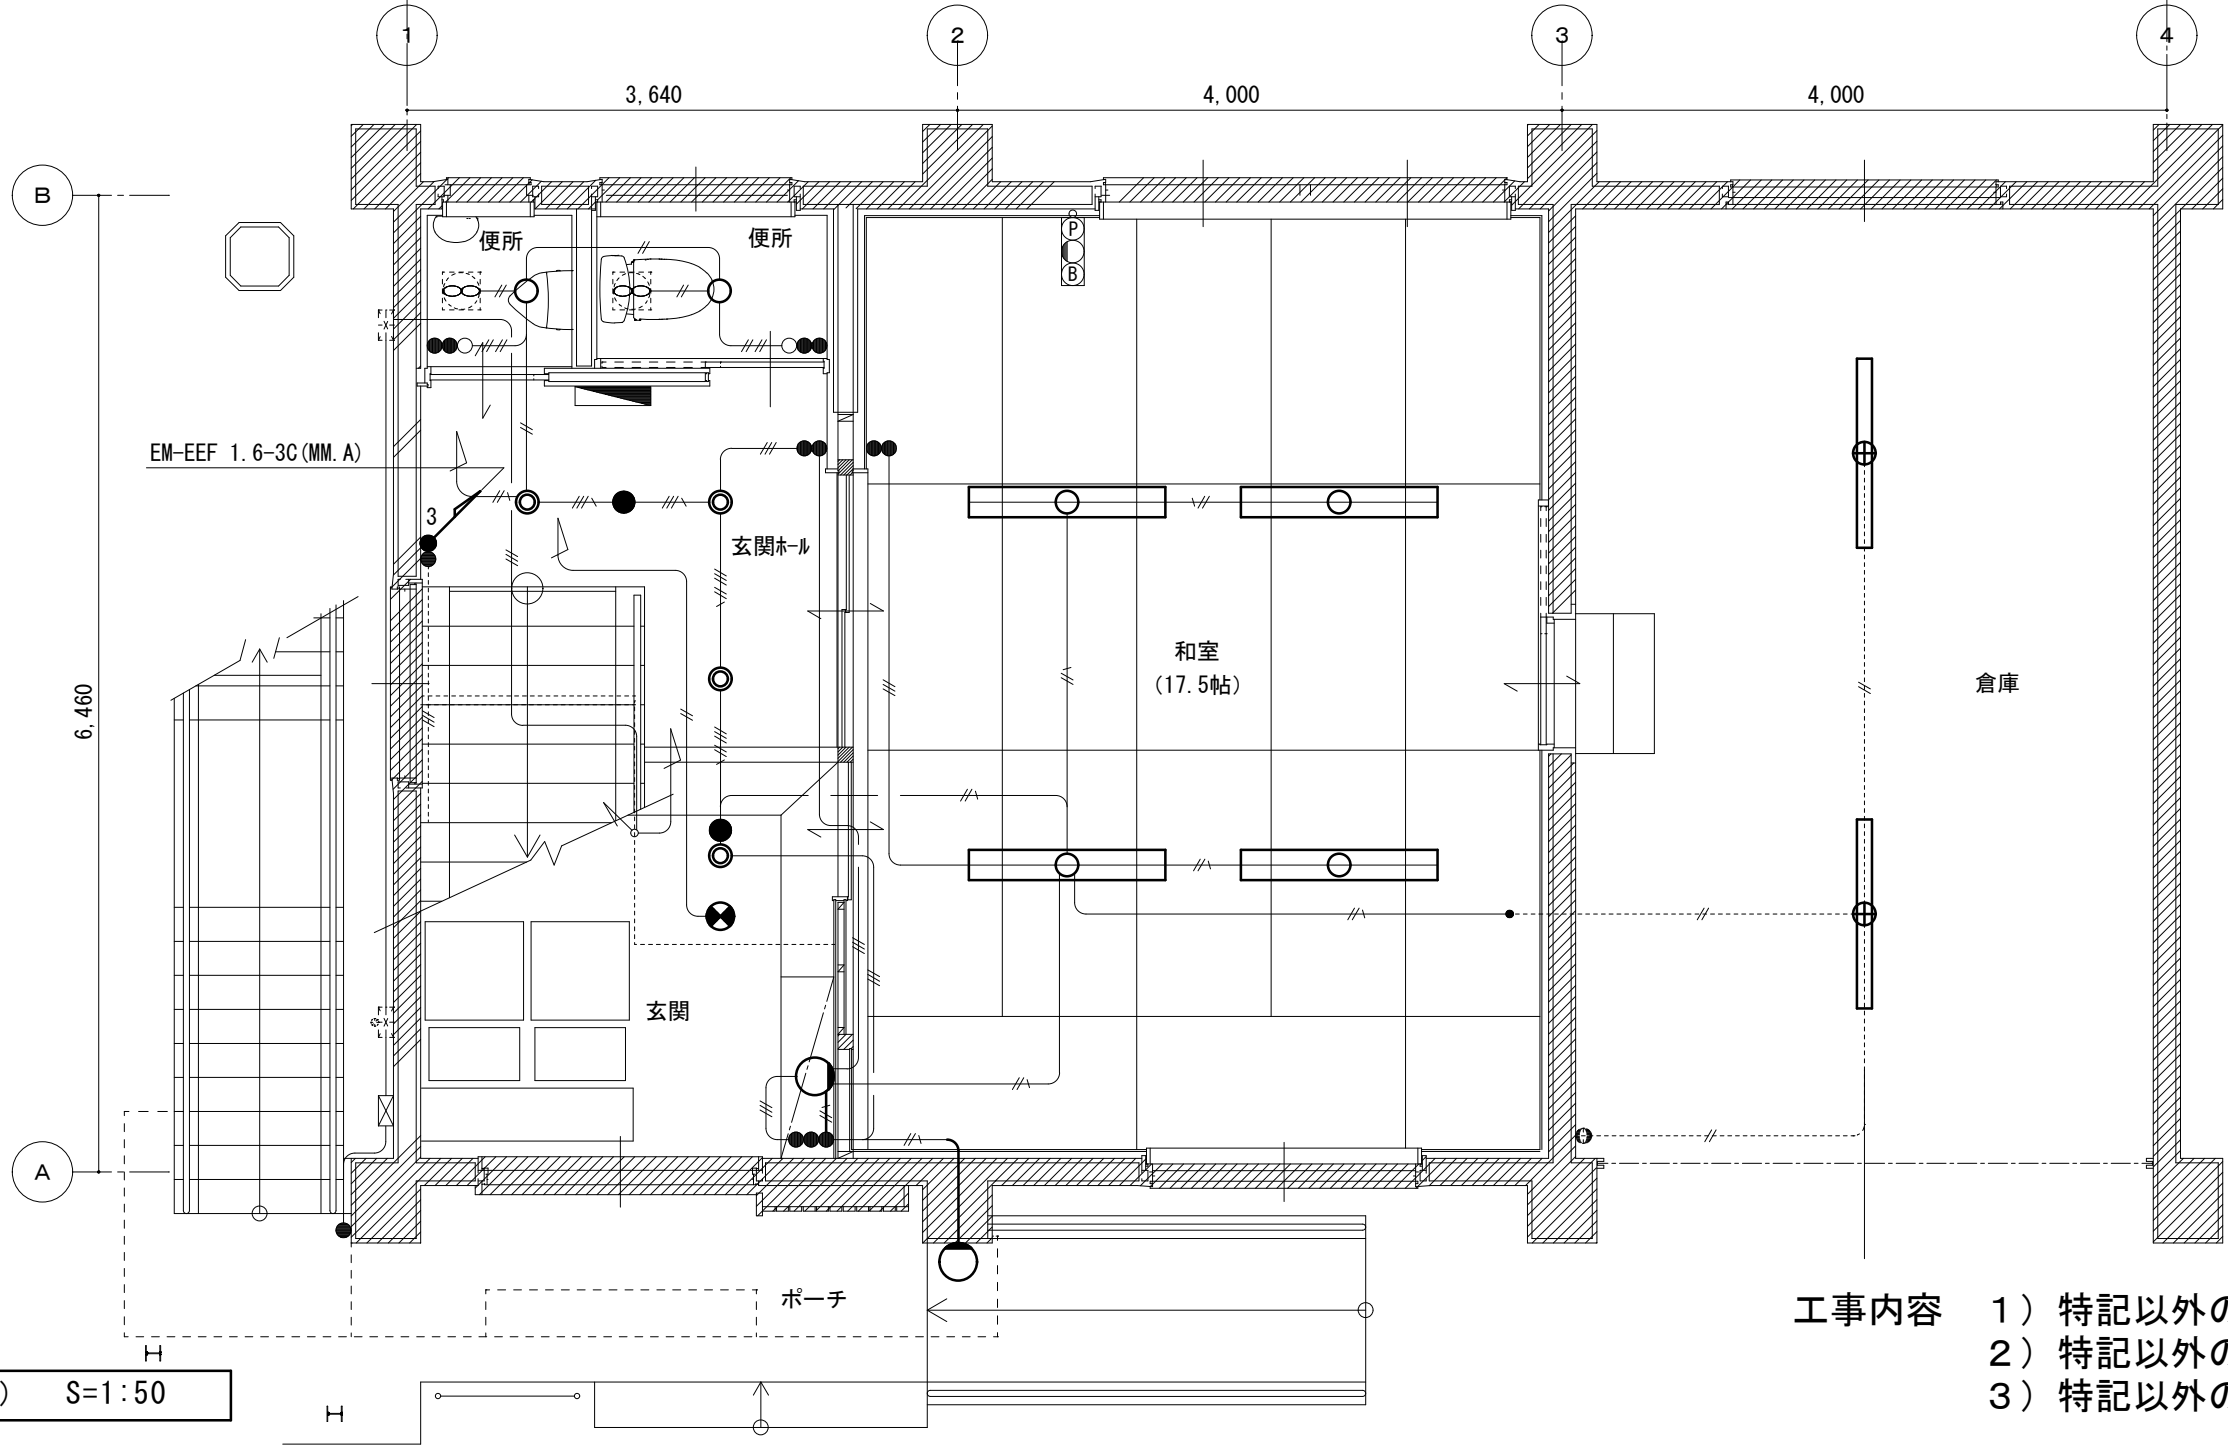 1
2
3
4
3,640
4,000
4,000
B
便所
便所
P
B
EM-EEF 1.6-3C(MM.A)
3
玄関ﾎｰﾙ
和室
(17.5帖)
倉庫
6,460
玄関
A
ポーチ
工事内容 1）特記以外の
2）特記以外の
3）特記以外の
) S=1:50